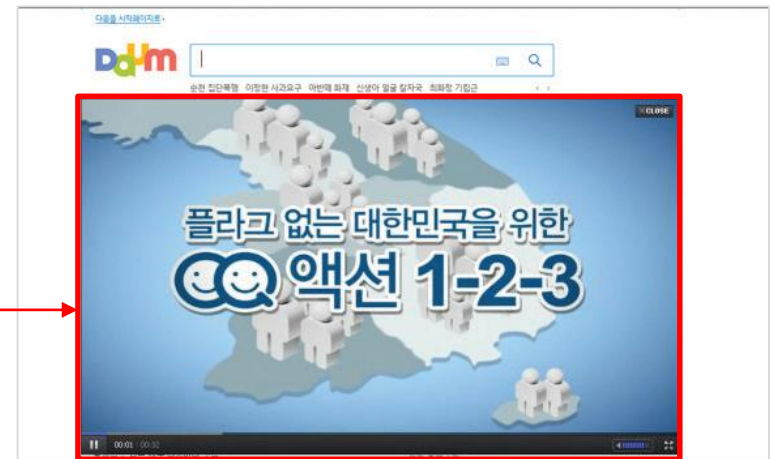 다음을 시작페이지로
Daum
순천 집단폭행 이정현 사과요구 아반떼 화재 신생아 얼굴 칼자국 최화정 기립근
CLOSE
플라그 없는 대한민국을 위한
액션 1-2-3
00:01 00:32